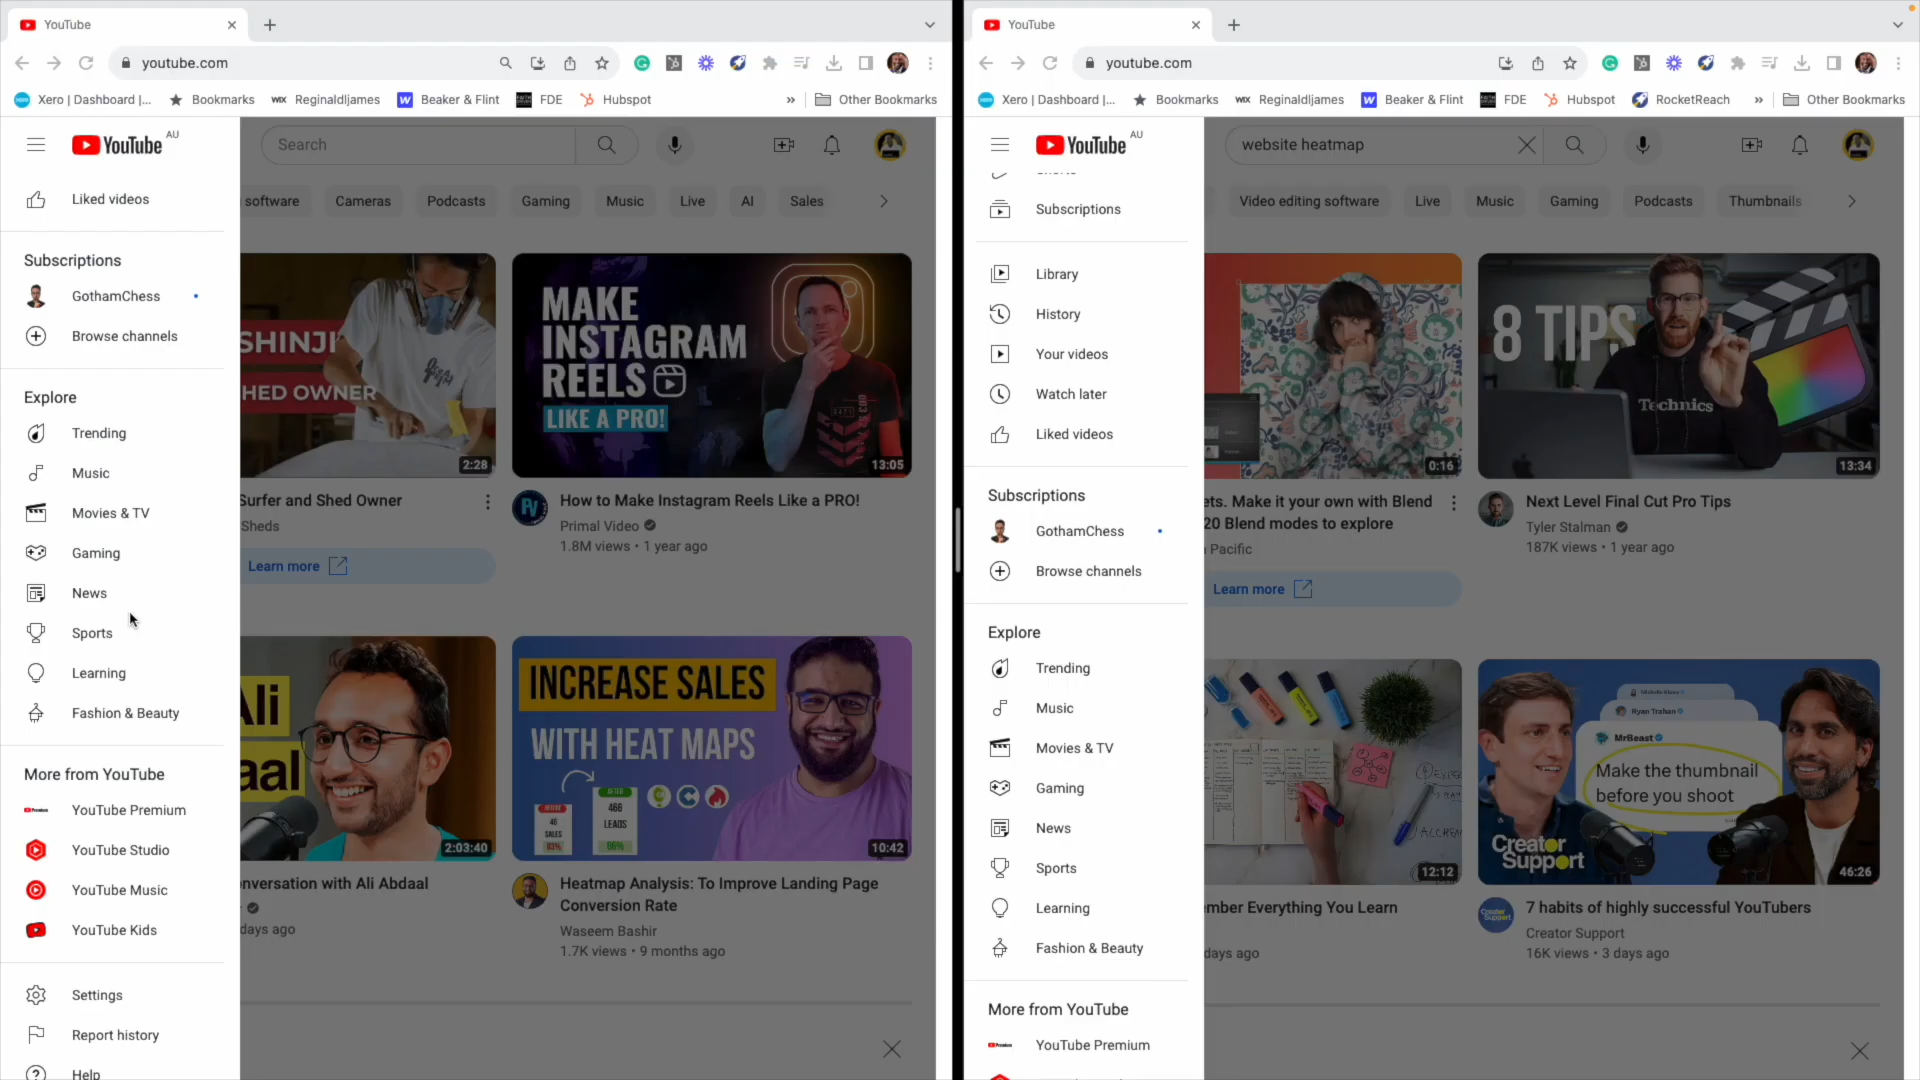 YouTube
youtube.com
Xero | Dashboard |...
Bookmarks
WIX Reginaldljames
W Beaker & Flint
FDE
Hubspot
»
Other Bookmarks
YouTube AU
Search
Liked videos
software
Cameras
Podcasts
Gaming
Music
Live
AI
Sales
Subscriptions
GothamChess
Browse channels
Explore
Trending
Music
Movies & TV
Gaming
News
Sports
Learning
Fashion & Beauty
More from YouTube
YouTube Premium
YouTube Studio
YouTube Music
YouTube Kids
Settings
Report history
Help
SHINJI
HED OWNER
2:28
Surfer and Shed Owner
Sheds
Learn more
MAKE
INSTAGRAM
REELS
LIKE A PRO!
13:05
How to Make Instagram Reels Like a PRO!
Primal Video
1.8M views • 1 year ago
Ali
aal
2:03:40
nversation with Ali Abdaal
days ago
INCREASE SALES
WITH HEAT MAPS
46
SALES
83%
466
LEADS
86%
10:42
Heatmap Analysis: To Improve Landing Page
Conversion Rate
Waseem Bashir
1.7K views • 9 months ago
YouTube
youtube.com
Xero | Dashboard |...
Bookmarks
WIX Reginaldljames
W Beaker & Flint
FDE
Hubspot
RocketReach
»
Other Bookmarks
YouTube AU
website heatmap
Video editing software
Live
Music
Gaming
Podcasts
Thumbnails
Subscriptions
Library
History
Your videos
Watch later
Liked videos
Subscriptions
GothamChess
Browse channels
Explore
Trending
Music
Movies & TV
Gaming
News
Sports
Learning
Fashion & Beauty
More from YouTube
YouTube Premium
0:16
ets. Make it your own with Blend
20 Blend modes to explore
Pacific
Learn more
8 TIPS
Technics
13:34
Next Level Final Cut Pro Tips
Tyler Stalman
187K views • 1 year ago
12:12
mber Everything You Learn
days ago
Ryan Trahan
MrBeast
Make the thumbnail
before you shoot
Creator
Support
46:26
7 habits of highly successful YouTubers
Creator Support
16K views • 3 days ago